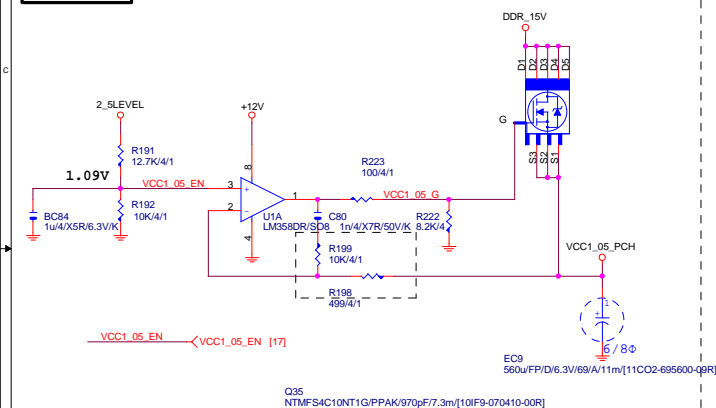 DDR_15V
D1
D2
D3
D4
D5
C
2_5LEVEL
+12V
G
R191
12.7K/4/1
8
S3
S2
S1
R223
100/4/1
1.09V
VCC1_05_EN
3
+
1
VCC1_05_G
2
-
BC84
1u/4/X5R/6.3V/K
R192
10K/4/1
U1A
LM358DR/SO8
C80
1n/4/X7R/50V/K
R222
8.2K/4
4
R199
10K/4/1
VCC1_05_PCH
R198
499/4/1
1
+
6/8Φ
VCC1_05_EN
VCC1_05_EN [17]
EC9
560u/FP/D/6.3V/69/A/11m/[11CO2-695600-09R]
Q35
NTMFS4C10NT1G/PPAK/970pF/7.3m/[10IF9-070410-00R]